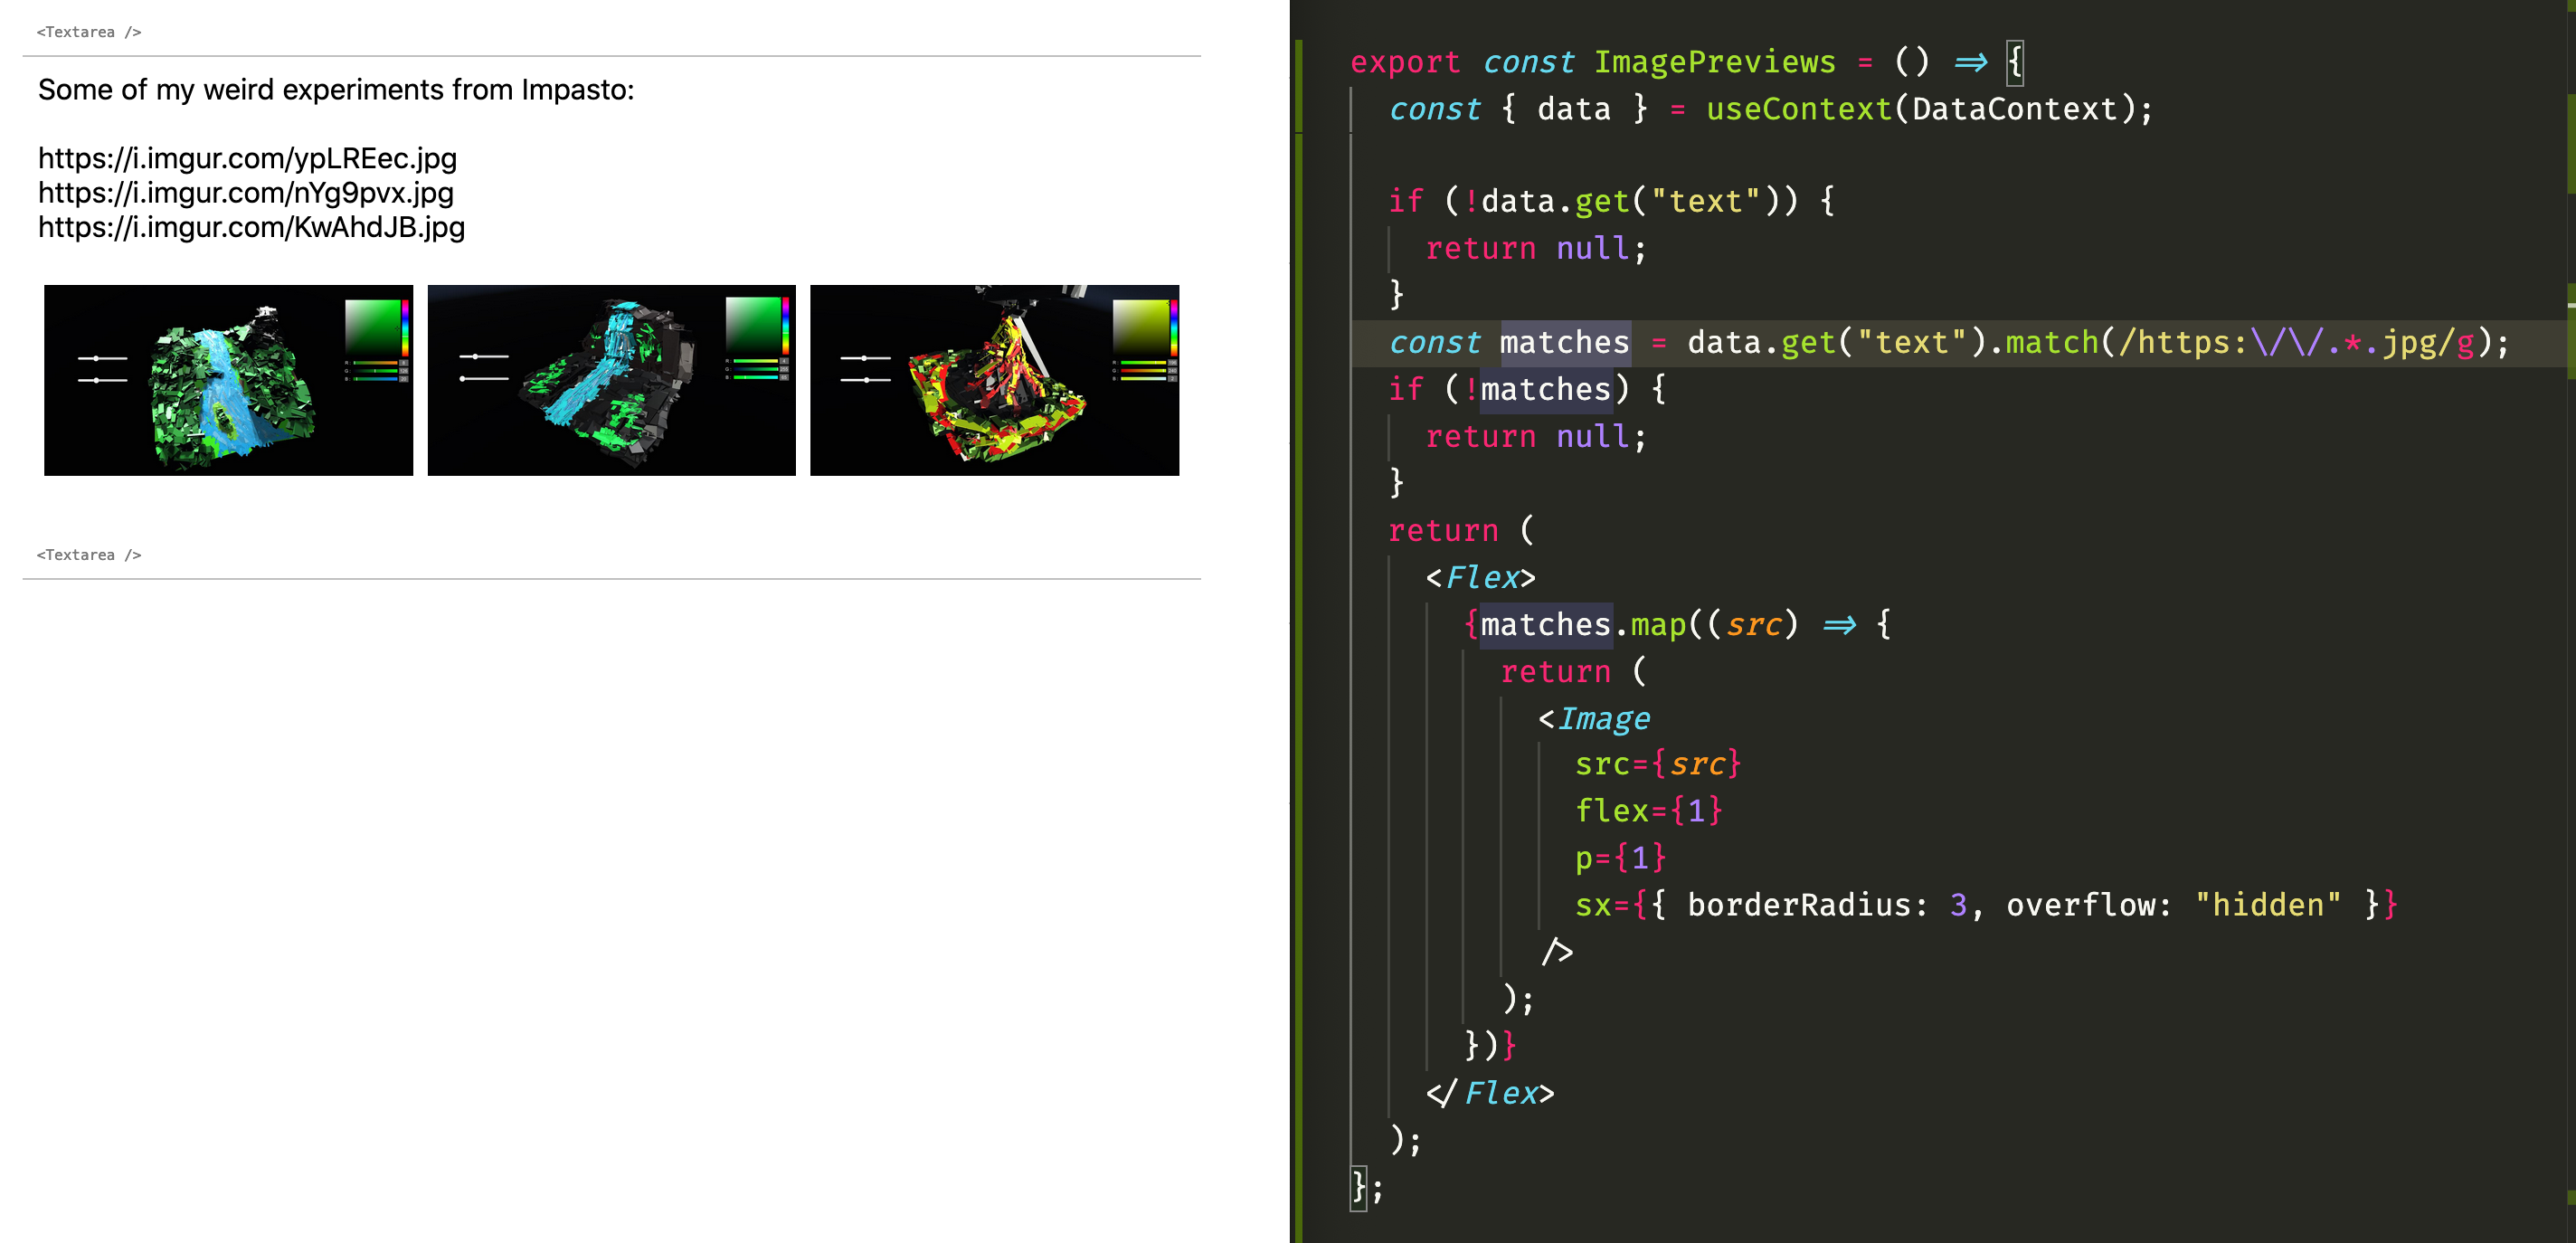 <Textarea />
Some of my weird experiments from Impasto:
https://i.imgur.com/ypLREec.jpg
https://i.imgur.com/nYg9pvx.jpg
https://i.imgur.com/KwAhdJB.jpg
<Textarea />
export const ImagePreviews = () => {
const { data } = useContext(DataContext);
if (!data.get("text")) {
return null;
}
const matches = data.get("text").match(/https:\/\/.*.jpg/g);
if (!matches) {
return null;
}
return (
<Flex>
{matches.map((src) => {
return (
<Image
src={src}
flex={1}
p={1}
sx={{ borderRadius: 3, overflow: "hidden" }}
/>
);
})}
</Flex>
);
};